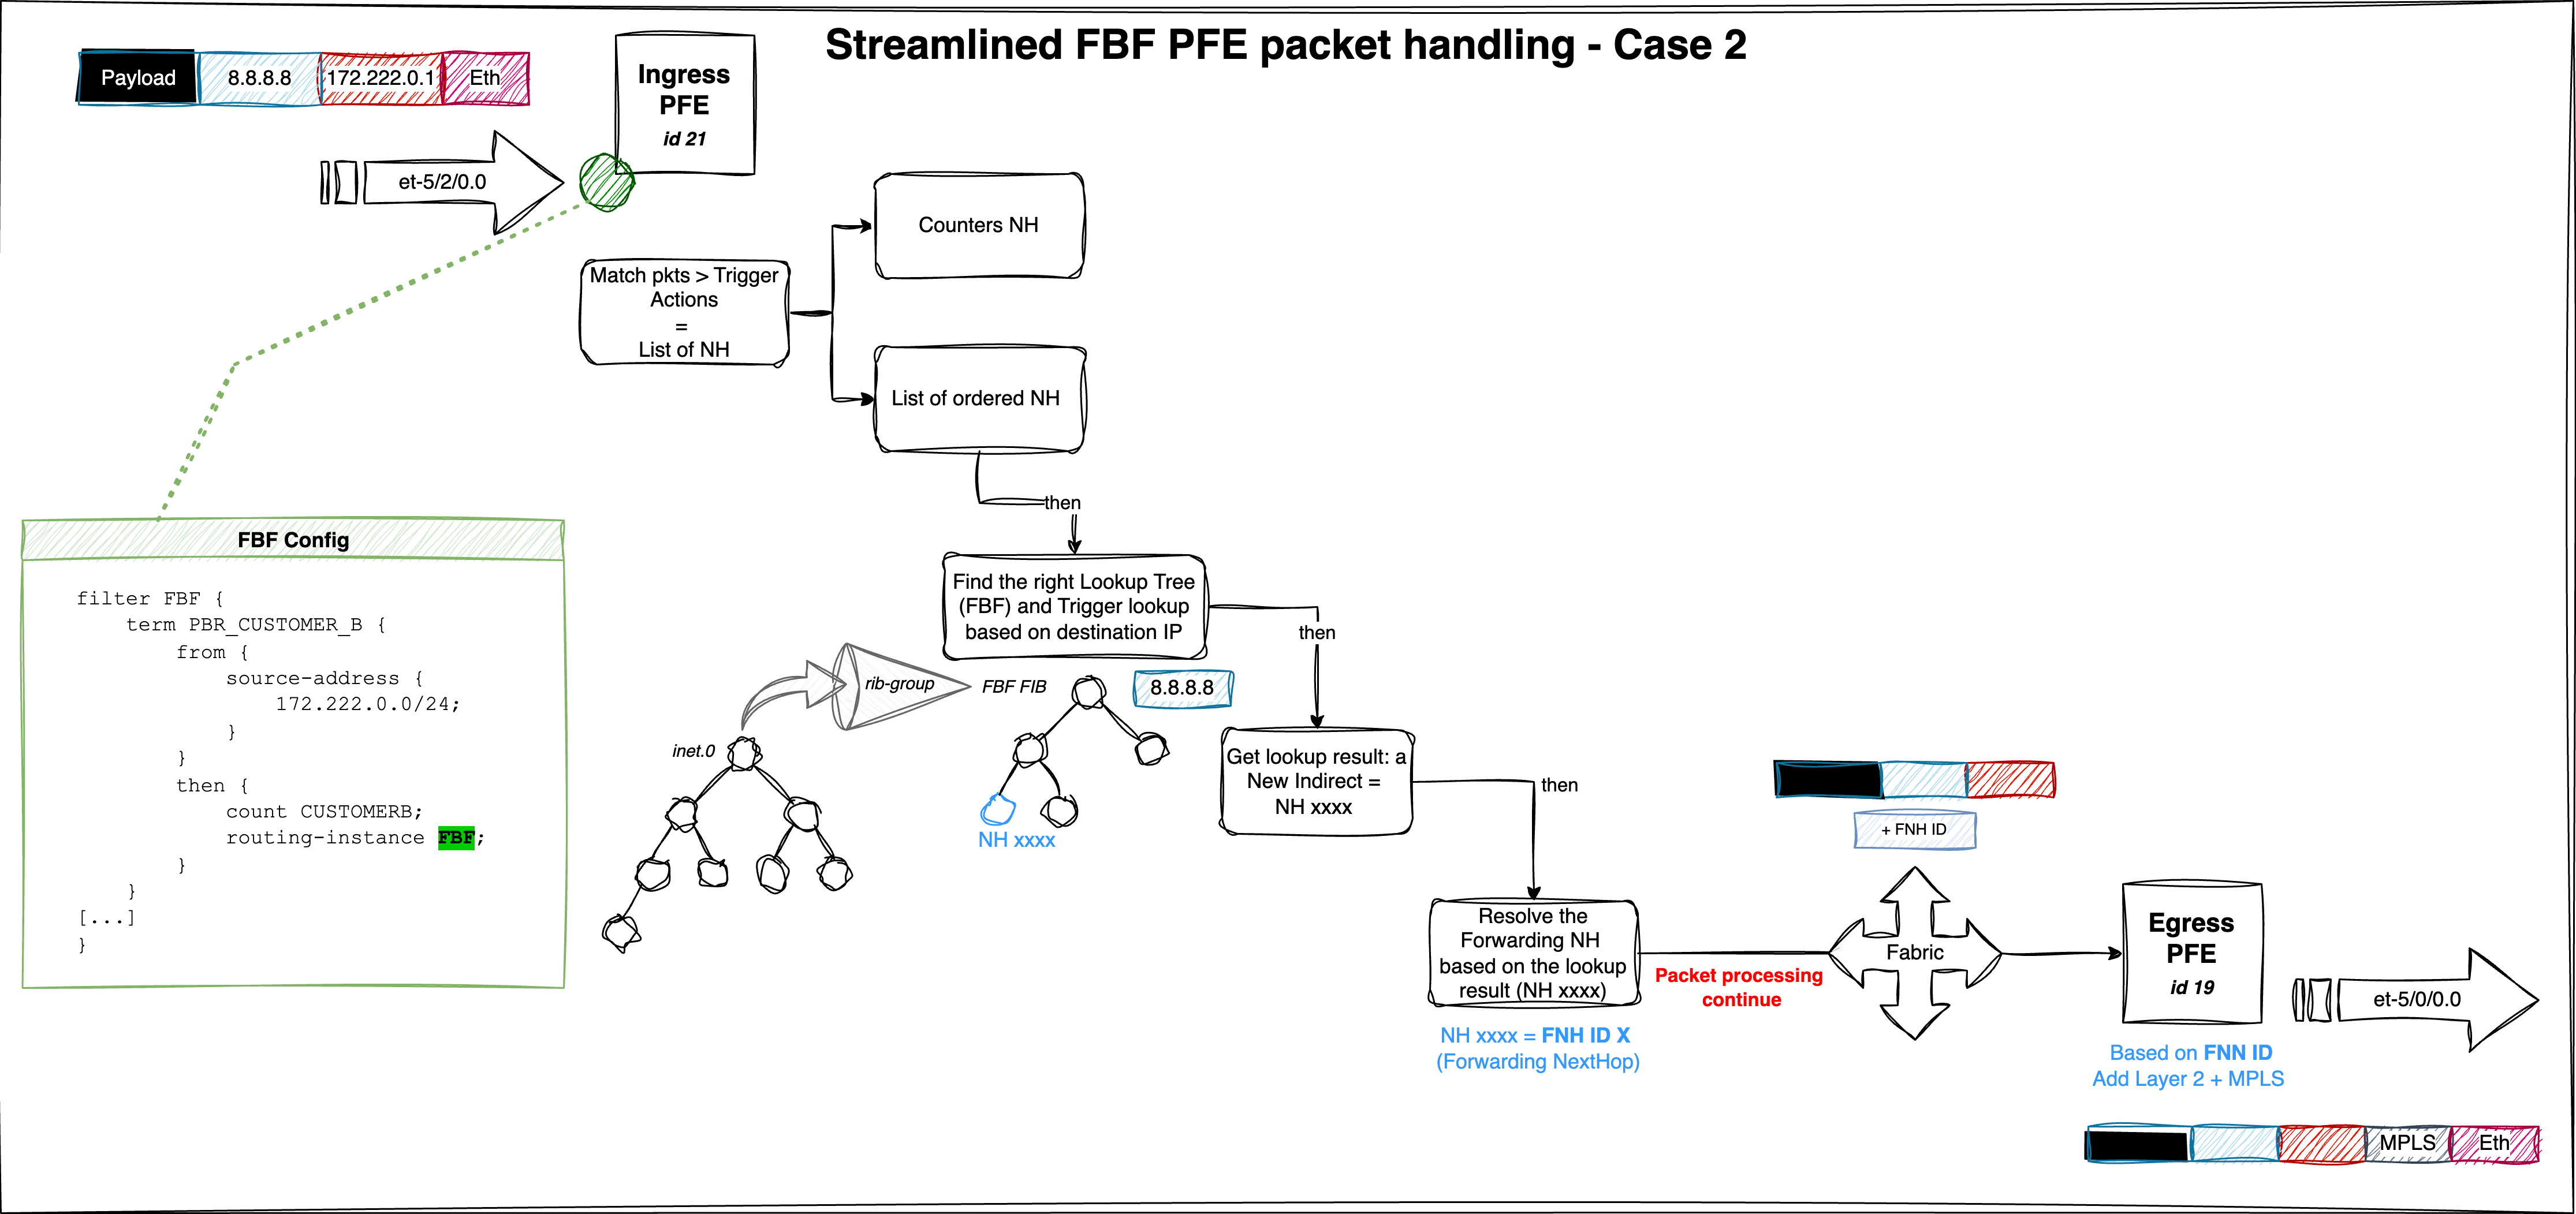 Streamlined FBF PFE packet handling - Case 2
Payload
8.8.8.8
172.222.0.1
Eth
Ingress
PFE
id 21
et-5/2/0.0
Counters NH
Match pkts > Trigger
Actions
=
List of NH
List of ordered NH
then
FBF Config
filter FBF {
term PBR_CUSTOMER_B {
from {
source-address {
172.222.0.0/24;
}
}
then {
count CUSTOMERB;
routing-instance FBF;
}
}
[...]
}
Find the right Lookup Tree
(FBF) and Trigger lookup
based on destination IP
then
rib-group
FBF FIB
8.8.8.8
inet.0
NH xxxx
Get lookup result: a
New Indirect =
NH xxxx
then
Resolve the
Forwarding NH
based on the lookup
result (NH xxxx)
NH xxxx = FNH ID X
(Forwarding NextHop)
Packet processing
continue
+ FNH ID
Fabric
Egress
PFE
id 19
et-5/0/0.0
Based on FNN ID
Add Layer 2 + MPLS
MPLS
Eth